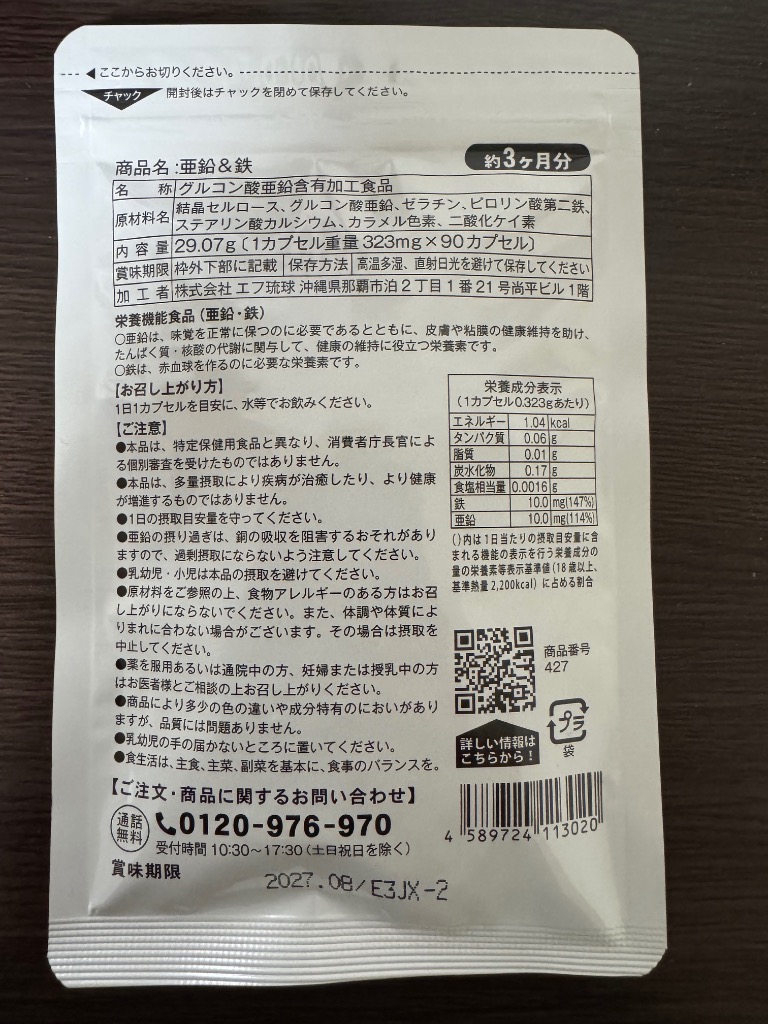 ここからお切りください。
チャック 開封後はチャックを閉めて保存してください。
約3ヶ月分
商品名:亜鉛&鉄
名称 グルコン酸亜鉛含有加工食品
原材料名 結晶セルロース、グルコン酸亜鉛、ゼラチン、ピロリン酸第二鉄、
ステアリン酸カルシウム、カラメル色素、二酸化ケイ素
内容量 29.07g〔1カプセル重量323mg×90カプセル〕
賞味期限 枠外下部に記載 保存方法 高温多湿、直射日光を避けて保存してください
加工者 株式会社 エフ琉球 沖縄県那覇市泊2丁目1番21号尚平ビル1階
栄養機能食品(亜鉛・鉄)
○亜鉛は、味覚を正常に保つのに必要であるとともに、皮膚や粘膜の健康維持を助け、
たんぱく質・核酸の代謝に関与して、健康の維持に役立つ栄養素です。
○鉄は、赤血球を作るのに必要な栄養素です。
【お召し上がり方】
1日1カプセルを目安に、水等でお飲みください。
【ご注意】
●本品は、特定保健用食品と異なり、消費者庁長官によ
る個別審査を受けたものではありません。
●本品は、多量摂取により疾病が治癒したり、より健康
が増進するものではありません。
●1日の摂取目安量を守ってください。
●亜鉛の摂り過ぎは、銅の吸収を阻害するおそれがあり
ますので、過剰摂取にならないよう注意してください。
●乳幼児・小児は本品の摂取を避けてください。
●原材料をご参照の上、食物アレルギーのある方はお召
し上がりにならないでください。また、体調や体質によ
りまれに合わない場合がございます。その場合は摂取を
中止してください。
●薬を服用あるいは通院中の方、妊婦または授乳中の方
はお医者様とご相談の上お召し上がりください。
●商品により多少の色の違いや成分特有のにおいがあり
ますが、品質には問題ありません。
●乳幼児の手の届かないところに置いてください。
●食生活は、主食、主菜、副菜を基本に、食事のバランスを。
栄養成分表示
(1カプセル0.323gあたり)
エネルギー 1.04 kcal
タンパク質 0.06 g
脂質 0.01 g
炭水化物 0.17 g
食塩相当量 0.0016 g
鉄 10.0 mg(147%)
亜鉛 10.0 mg(114%)
( )内は1日当たりの摂取目安量に含
まれる機能の表示を行う栄養成分の
量の栄養素等表示基準値(18歳以上、
基準熱量2,200kcal)に占める割合
商品番号
427
詳しい情報は
こちらから!
プラ
袋
【ご注文・商品に関するお問い合わせ】
通話
無料
0120-976-970
受付時間 10:30〜17:30(土日祝日を除く)
4 589724 113020
賞味期限
2027.08/E3JX-2